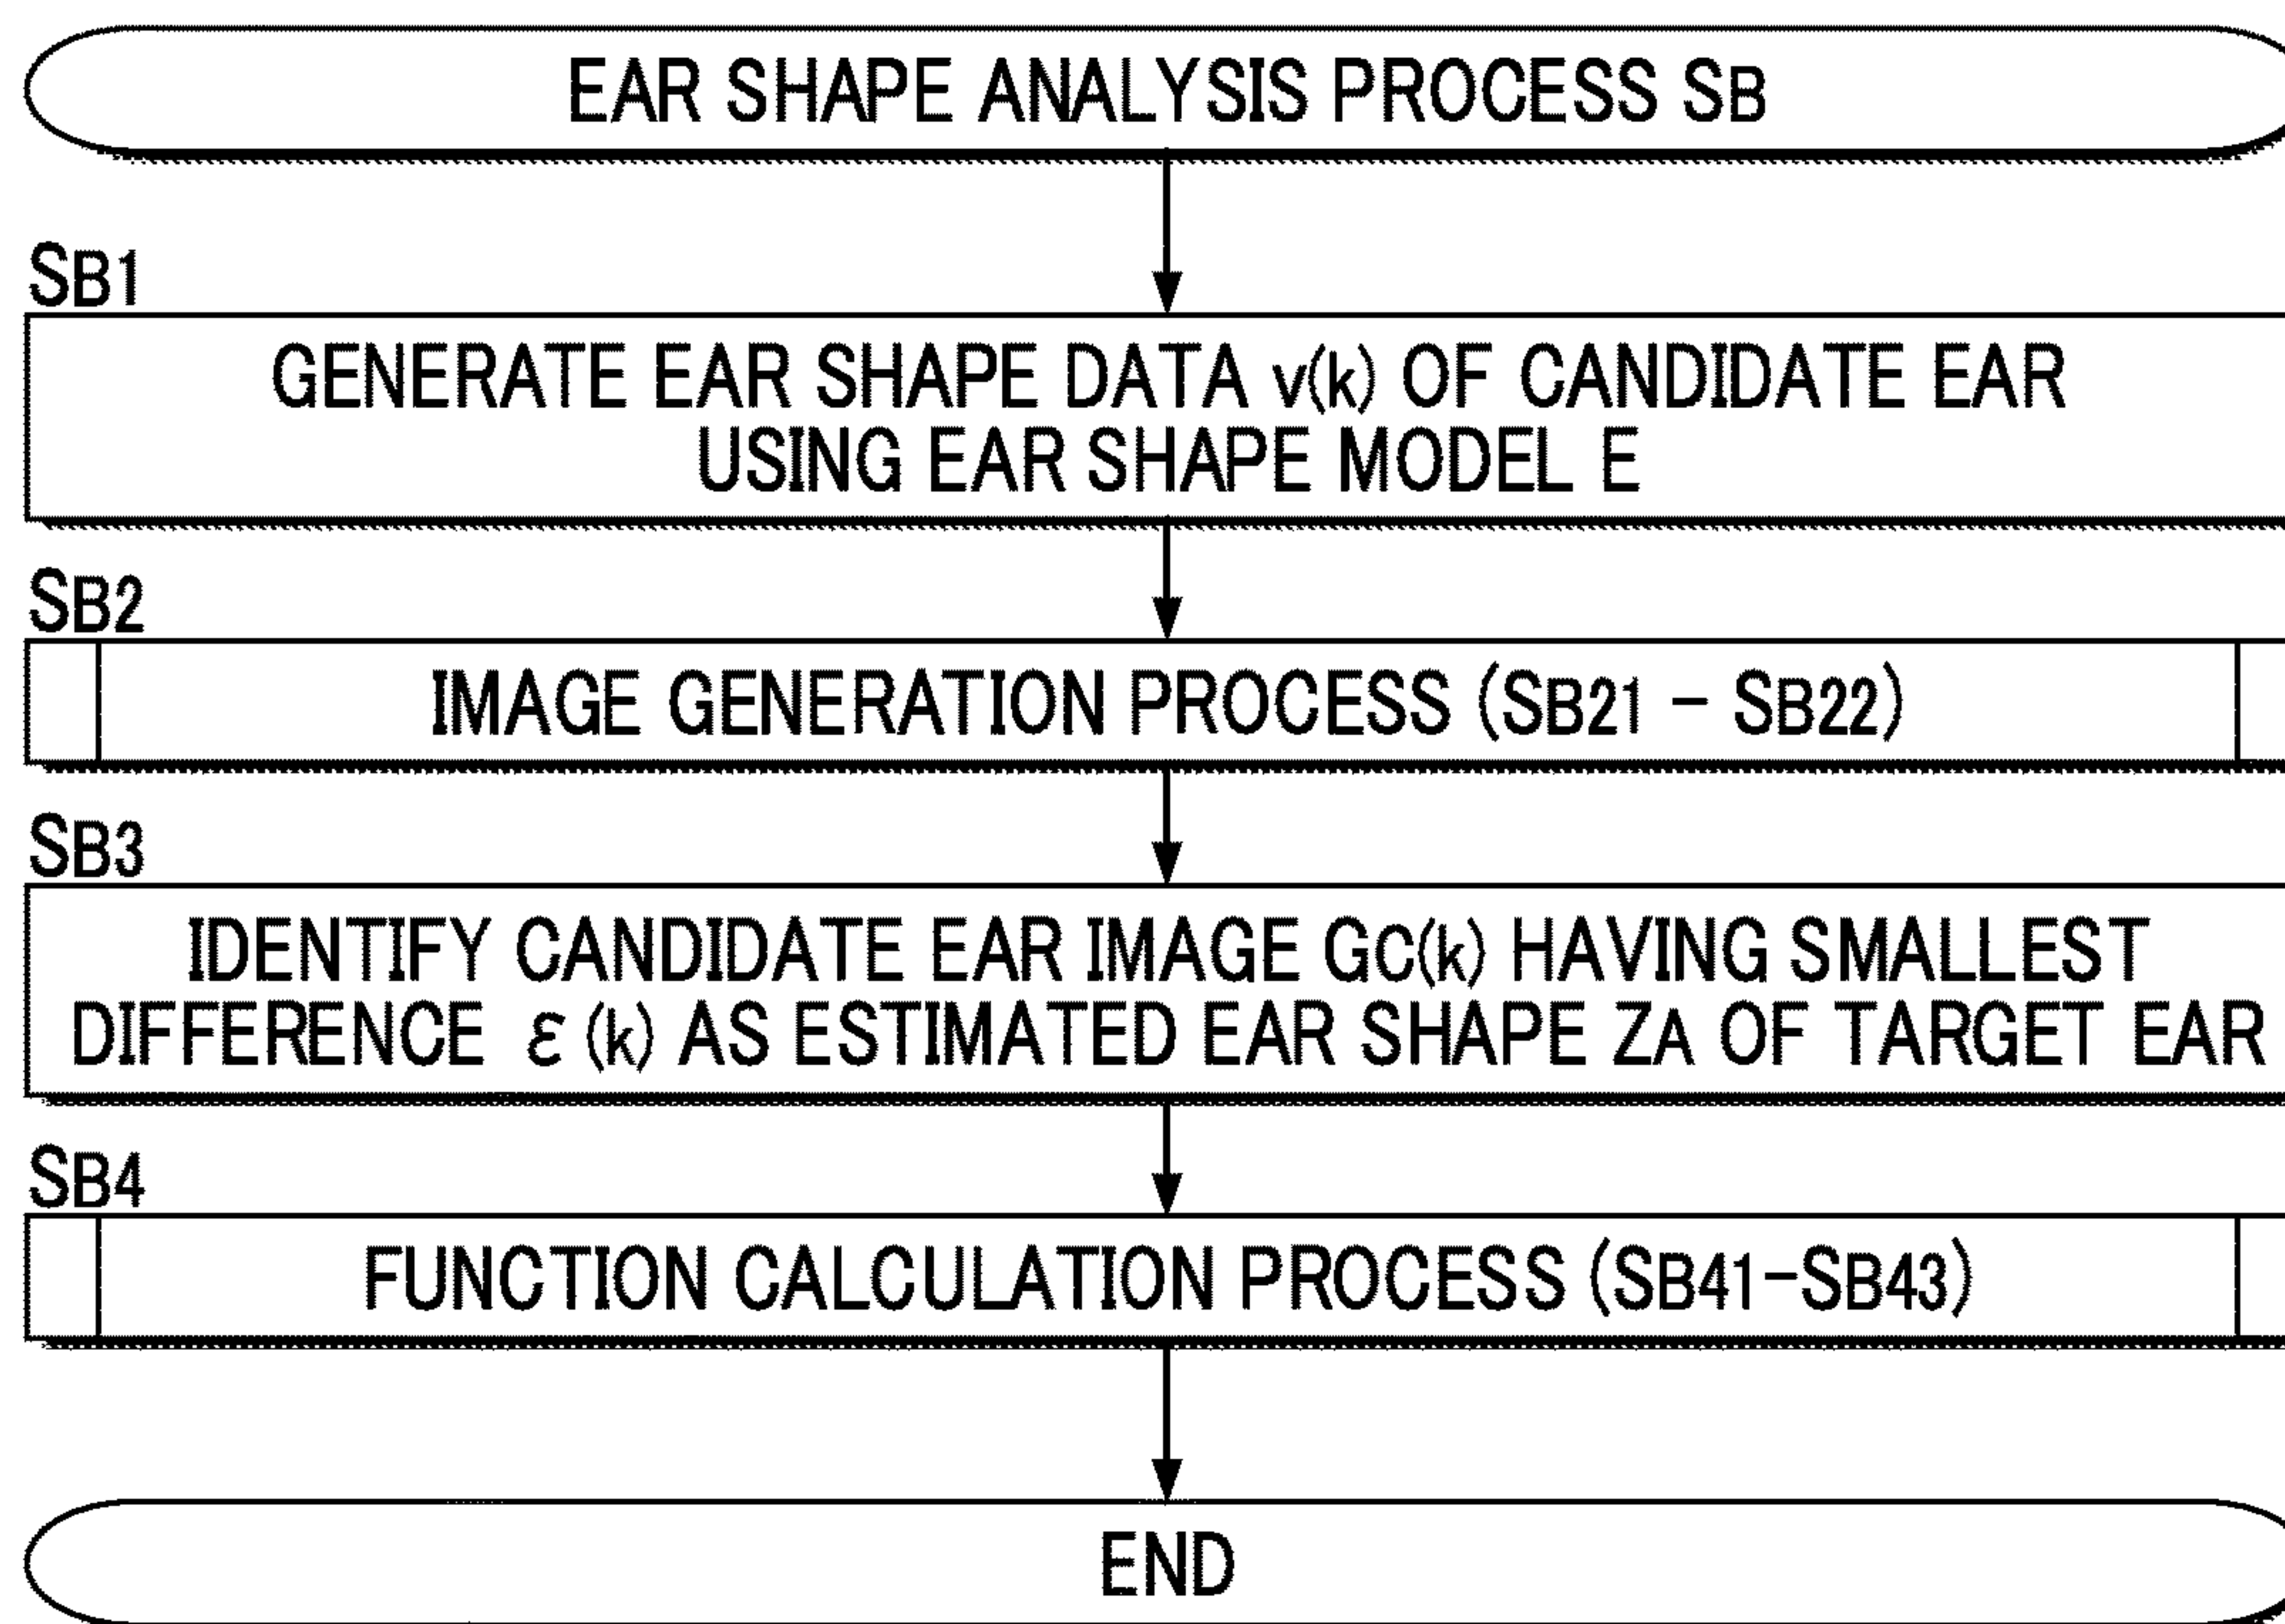 EAR SHAPE ANALYSIS PROCESS SB
SB1
GENERATE EAR SHAPE DATA v(k) OF CANDIDATE EAR
USING EAR SHAPE MODEL E
SB2
IMAGE GENERATION PROCESS (SB21 - SB22)
SB3
IDENTIFY CANDIDATE EAR IMAGE GC(k) HAVING SMALLEST
DIFFERENCE ε(k) AS ESTIMATED EAR SHAPE ZA OF TARGET EAR
SB4
FUNCTION CALCULATION PROCESS (SB41-SB43)
END